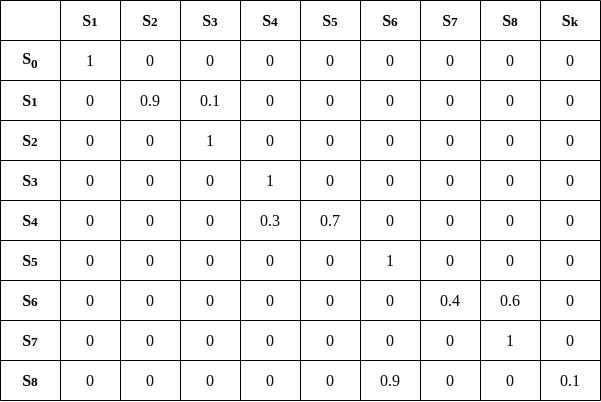 S1 S2 S3 S4 S5 S6 S7 S8 Sk
S0 1 0 0 0 0 0 0 0 0
S1 0 0.9 0.1 0 0 0 0 0 0
S2 0 0 1 0 0 0 0 0 0
S3 0 0 0 1 0 0 0 0 0
S4 0 0 0 0.3 0.7 0 0 0 0
S5 0 0 0 0 0 1 0 0 0
S6 0 0 0 0 0 0 0.4 0.6 0
S7 0 0 0 0 0 0 0 1 0
S8 0 0 0 0 0 0.9 0 0 0.1